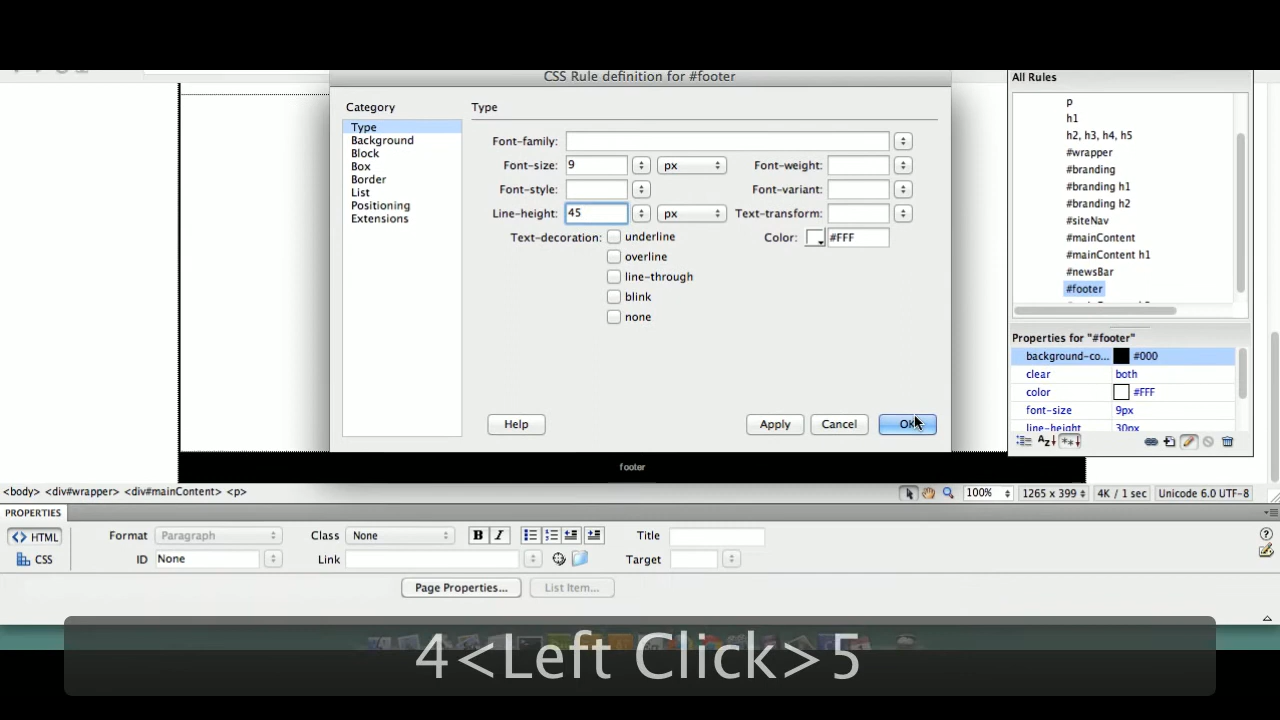 CSS Rule definition for #footer
Category
Type
Background
Block
Box
Border
List
Positioning
Extensions
Type
Font-family:
Font-size: 9 px Font-weight:
Font-style: Font-variant:
Line-height: 45 px Text-transform:
Text-decoration: underline Color: #FFF
overline
line-through
blink
none
Help Apply Cancel OK
All Rules
p
h1
h2, h3, h4, h5
#wrapper
#branding
#branding h1
#branding h2
#siteNav
#mainContent
#mainContent h1
#newsBar
#footer
Properties for "#footer"
background-co... #000
clear both
color #FFF
font-size 9px
line-height 30px
footer
<body> <div#wrapper> <div#mainContent> <p> 100% 1265 x 399 4K / 1 sec Unicode 6.0 UTF-8
PROPERTIES
<> HTML Format Paragraph Class None B I Title
CSS ID None Link Target
Page Properties... List Item...
4<Left Click>5